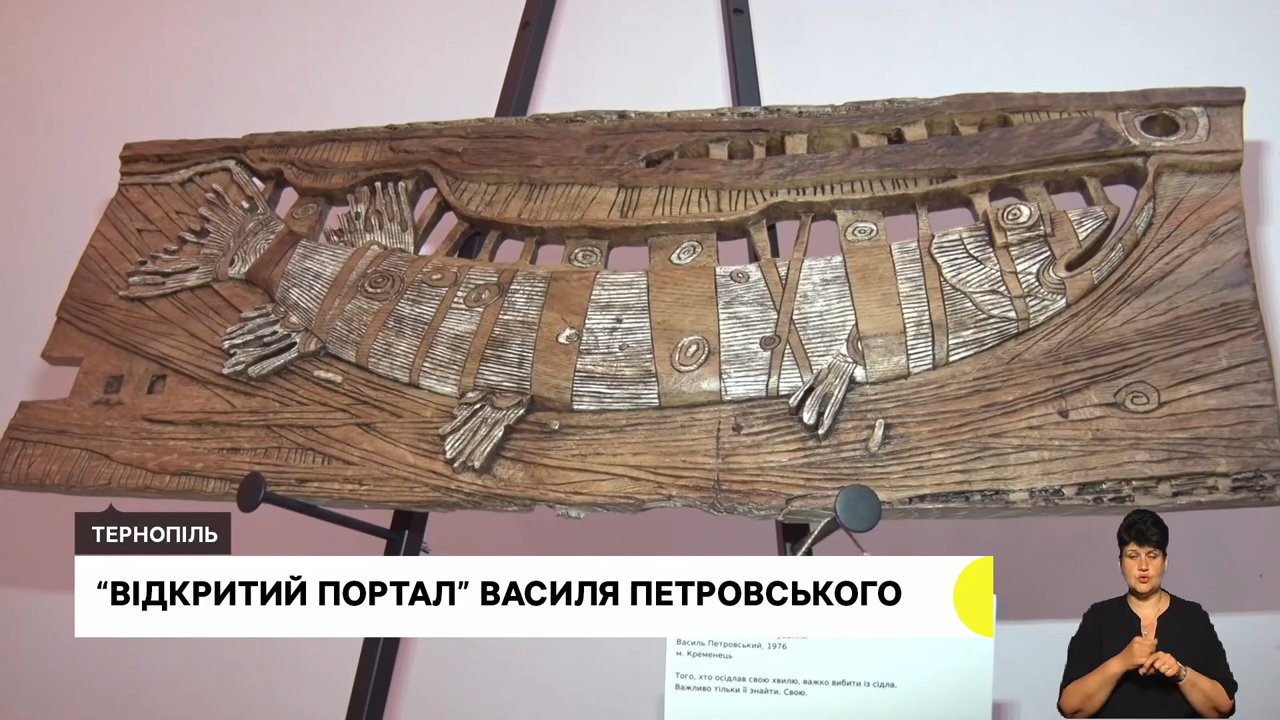 ТЕРНОПІЛЬ
“ВІДКРИТИЙ ПОРТАЛ” ВАСИЛЯ ПЕТРОВСЬКОГО
Василь Петровський, 1976
м. Кременець
Того, хто осідлав свою хвилю, важко вибити із сідла.
Важливо тільки її знайти. Свою.